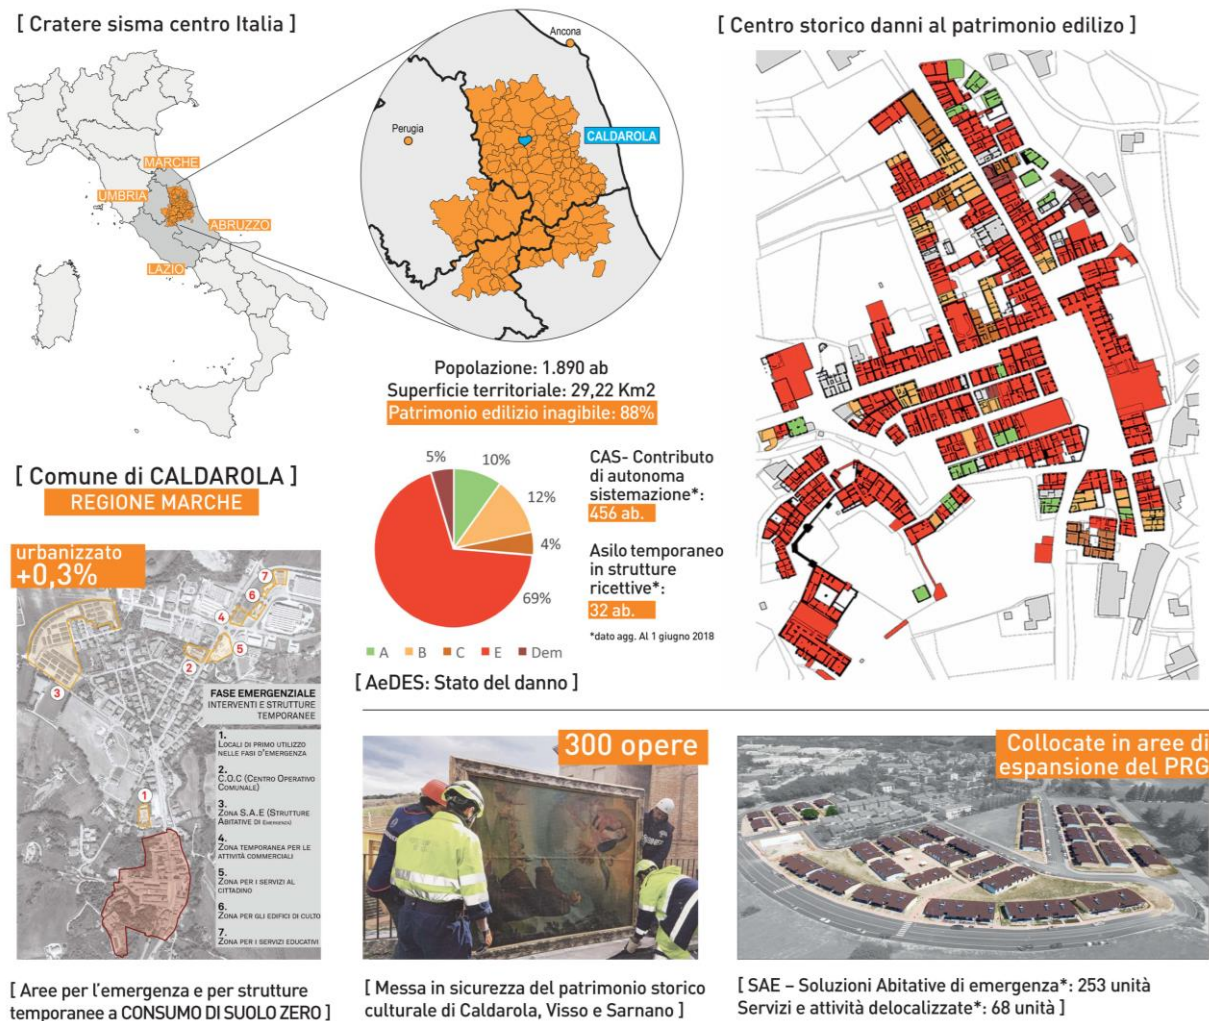 [ Cratere sisma centro Italia ]
MARCHE
UMBRIA
ABRUZZO
LAZIO
Ancona
Perugia
CALDAROLA
Popolazione: 1.890 ab
Superficie territoriale: 29,22 Km2
Patrimonio edilizio inagibile: 88%
[ Centro storico danni al patrimonio edilizo ]
[ Comune di CALDAROLA ]
REGIONE MARCHE
5%
10%
12%
4%
69%
A B C E Dem
[ AeDES: Stato del danno ]
CAS- Contributo
di autonoma
sistemazione*:
456 ab.
Asilo temporaneo
in strutture
ricettive*:
32 ab.
*dato agg. Al 1 giugno 2018
urbanizzato
+0,3%
7
6
4
5
2
3
1
FASE EMERGENZIALE
INTERVENTI E STRUTTURE
TEMPORANEE
1.
LOCALI DI PRIMO UTILIZZO
NELLE FASI D'EMERGENZA
2.
C.O.C (CENTRO OPERATIVO
COMUNALE)
3.
ZONA S.A.E (STRUTTURE
ABITATIVE DI EMERGENZA)
4.
ZONA TEMPORANEA PER LE
ATTIVITÀ COMMERCIALI
5.
ZONA PER I SERVIZI AL
CITTADINO
6.
ZONA PER GLI EDIFICI DI CULTO
7.
ZONA PER I SERVIZI EDUCATIVI
[ Aree per l'emergenza e per strutture
temporanee a CONSUMO DI SUOLO ZERO ]
300 opere
[ Messa in sicurezza del patrimonio storico
culturale di Caldarola, Visso e Sarnano ]
Collocate in aree di
espansione del PRG
[ SAE – Soluzioni Abitative di emergenza*: 253 unità
Servizi e attività delocalizzate*: 68 unità ]